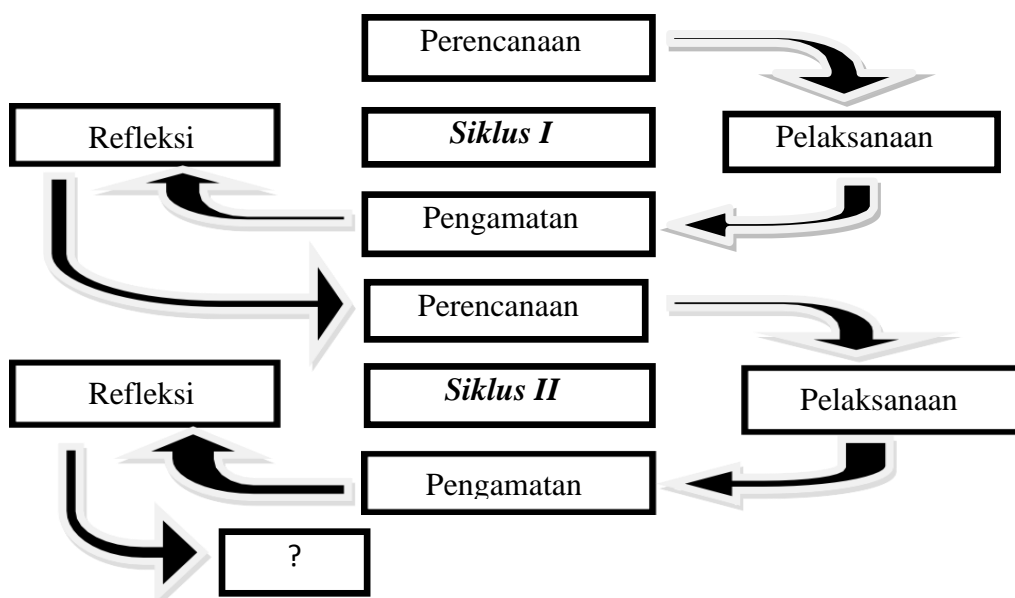 Perencanaan
Refleksi
Siklus I
Pelaksanaan
Pengamatan
Perencanaan
Refleksi
Siklus II
Pelaksanaan
Pengamatan
?